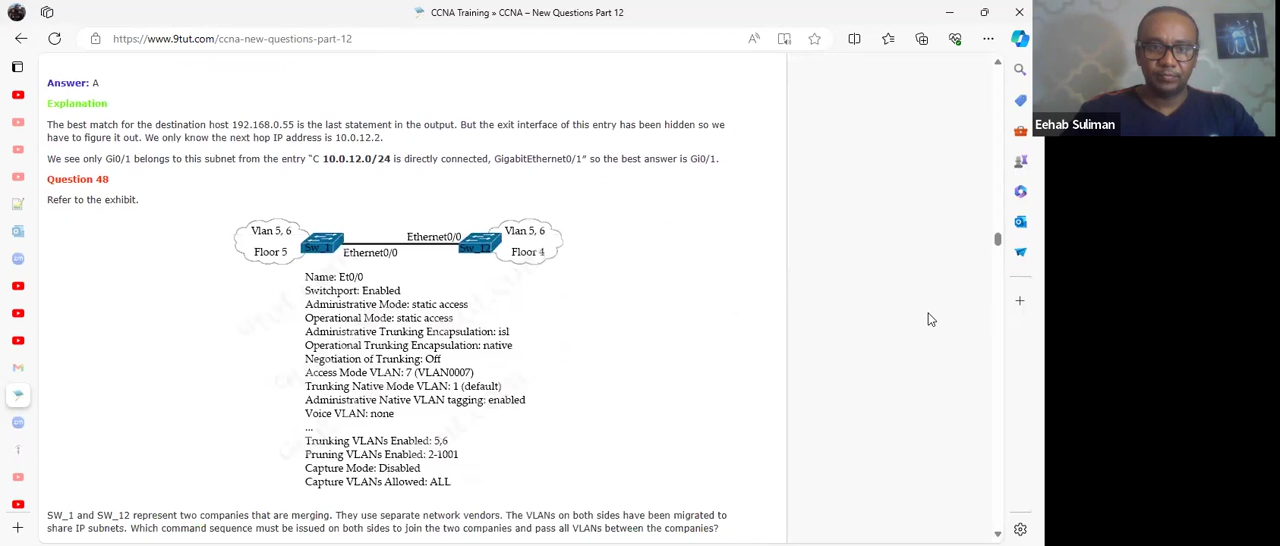 CCNA Training » CCNA – New Questions Part 12
https://www.9tut.com/ccna-new-questions-part-12
Eehab Suliman
Answer: A
Explanation
The best match for the destination host 192.168.0.55 is the last statement in the output. But the exit interface of this entry has been hidden so we
have to figure it out. We only know the next hop IP address is 10.0.12.2.
We see only Gi0/1 belongs to this subnet from the entry “C 10.0.12.0/24 is directly connected, GigabitEthernet0/1” so the best answer is Gi0/1.
Question 48
Refer to the exhibit.
Vlan 5, 6
Floor 5
Sw_1
Ethernet0/0
Ethernet0/0
Sw_12
Vlan 5, 6
Floor 4
Name: Et0/0
Switchport: Enabled
Administrative Mode: static access
Operational Mode: static access
Administrative Trunking Encapsulation: isl
Operational Trunking Encapsulation: native
Negotiation of Trunking: Off
Access Mode VLAN: 7 (VLAN0007)
Trunking Native Mode VLAN: 1 (default)
Administrative Native VLAN tagging: enabled
Voice VLAN: none
...
Trunking VLANs Enabled: 5,6
Pruning VLANs Enabled: 2-1001
Capture Mode: Disabled
Capture VLANs Allowed: ALL
SW_1 and SW_12 represent two companies that are merging. They use separate network vendors. The VLANs on both sides have been migrated to
share IP subnets. Which command sequence must be issued on both sides to join the two companies and pass all VLANs between the companies?